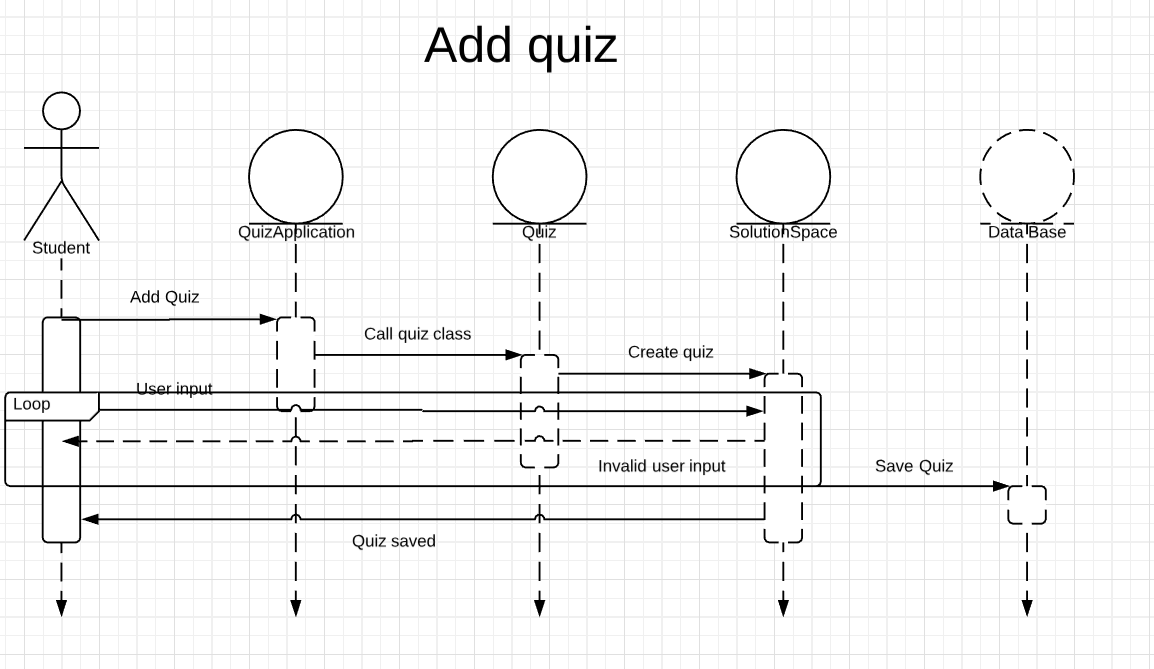 Add quiz
Student
QuizApplication
Quiz
SolutionSpace
Data Base
Add Quiz
Call quiz class
Create quiz
User input
Loop
Invalid user input
Save Quiz
Quiz saved